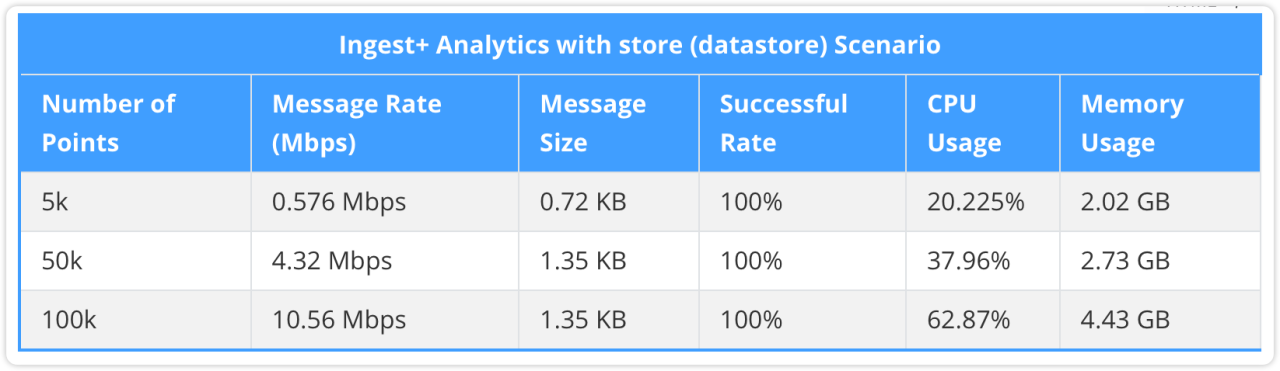 Ingest+ Analytics with store (datastore) Scenario
Number of Points Message Rate (Mbps) Message Size Successful Rate CPU Usage Memory Usage
5k 0.576 Mbps 0.72 KB 100% 20.225% 2.02 GB
50k 4.32 Mbps 1.35 KB 100% 37.96% 2.73 GB
100k 10.56 Mbps 1.35 KB 100% 62.87% 4.43 GB